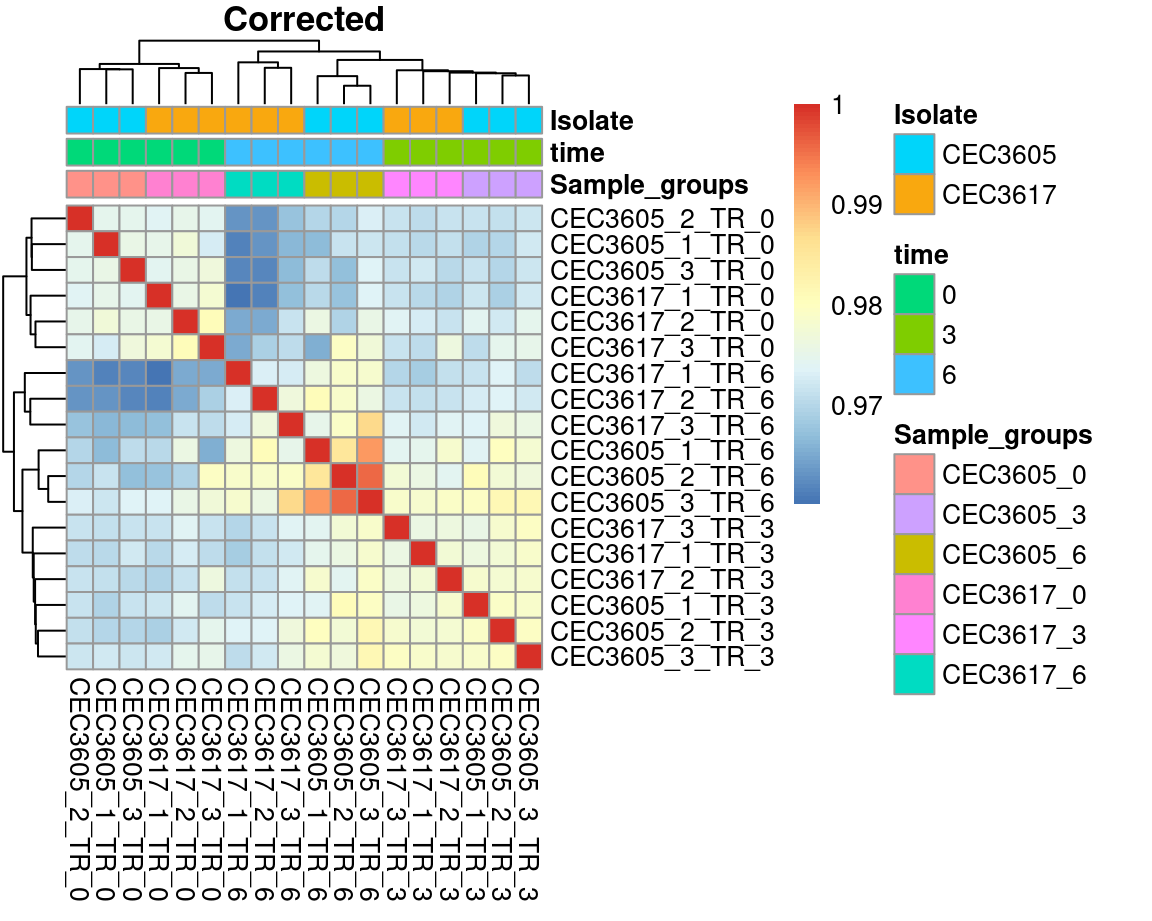 Corrected
Isolate
time
Sample_groups
CEC3605_2_TR_0
CEC3605_1_TR_0
CEC3605_3_TR_0
CEC3617_1_TR_0
CEC3617_2_TR_0
CEC3617_3_TR_0
CEC3617_1_TR_6
CEC3617_2_TR_6
CEC3617_3_TR_6
CEC3605_1_TR_6
CEC3605_2_TR_6
CEC3605_3_TR_6
CEC3617_3_TR_3
CEC3617_1_TR_3
CEC3617_2_TR_3
CEC3605_1_TR_3
CEC3605_2_TR_3
CEC3605_3_TR_3
CEC3605_2_TR_0
CEC3605_1_TR_0
CEC3605_3_TR_0
CEC3617_1_TR_0
CEC3617_2_TR_0
CEC3617_3_TR_0
CEC3617_1_TR_6
CEC3617_2_TR_6
CEC3617_3_TR_6
CEC3605_1_TR_6
CEC3605_2_TR_6
CEC3605_3_TR_6
CEC3617_3_TR_3
CEC3617_1_TR_3
CEC3617_2_TR_3
CEC3605_1_TR_3
CEC3605_2_TR_3
CEC3605_3_TR_3
1
0.99
0.98
0.97
Isolate
CEC3605
CEC3617
time
0
3
6
Sample_groups
CEC3605_0
CEC3605_3
CEC3605_6
CEC3617_0
CEC3617_3
CEC3617_6